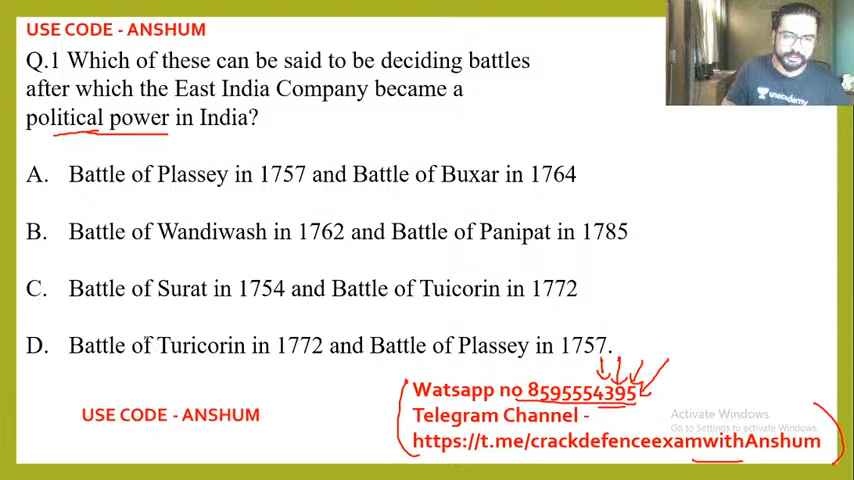 USE CODE - ANSHUM
Q.1 Which of these can be said to be deciding battles
after which the East India Company became a
political power in India?
unacademy
A. Battle of Plassey in 1757 and Battle of Buxar in 1764
B. Battle of Wandiwash in 1762 and Battle of Panipat in 1785
C. Battle of Surat in 1754 and Battle of Tuicorin in 1772
D. Battle of Turicorin in 1772 and Battle of Plassey in 1757.
Watsapp no 8595554395
USE CODE - ANSHUM
Telegram Channel -
https://t.me/crackdefenceexamwithAnshum
Activate Windows
Go to Settings to activate Windows.